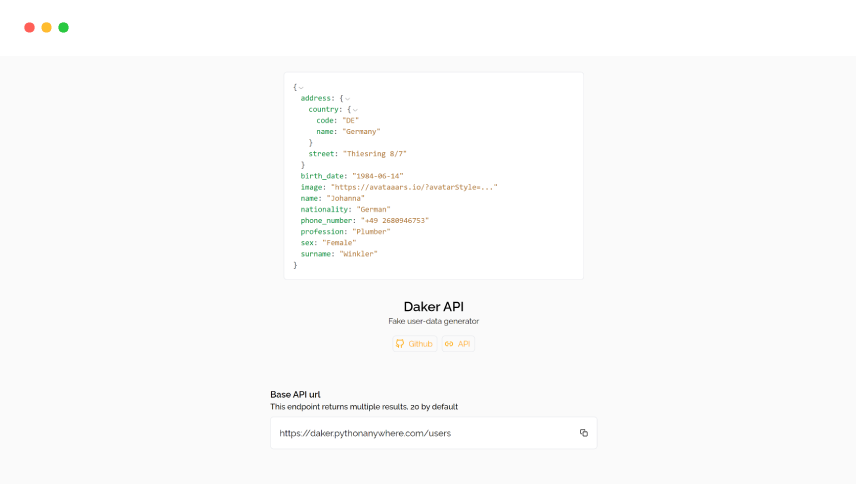 {
address: {
country: {
code: "DE"
name: "Germany"
}
street: "Thiesring 8/7"
}
birth_date: "1984-06-14"
image: "https://avataaars.io/?avatarStyle=..."
name: "Johanna"
nationality: "German"
phone_number: "+49 2680946753"
profession: "Plumber"
sex: "Female"
surname: "Winkler"
}
Daker API
Fake user-data generator
Github API
Base API url
This endpoint returns multiple results. 20 by default
https://daker.pythonanywhere.com/users